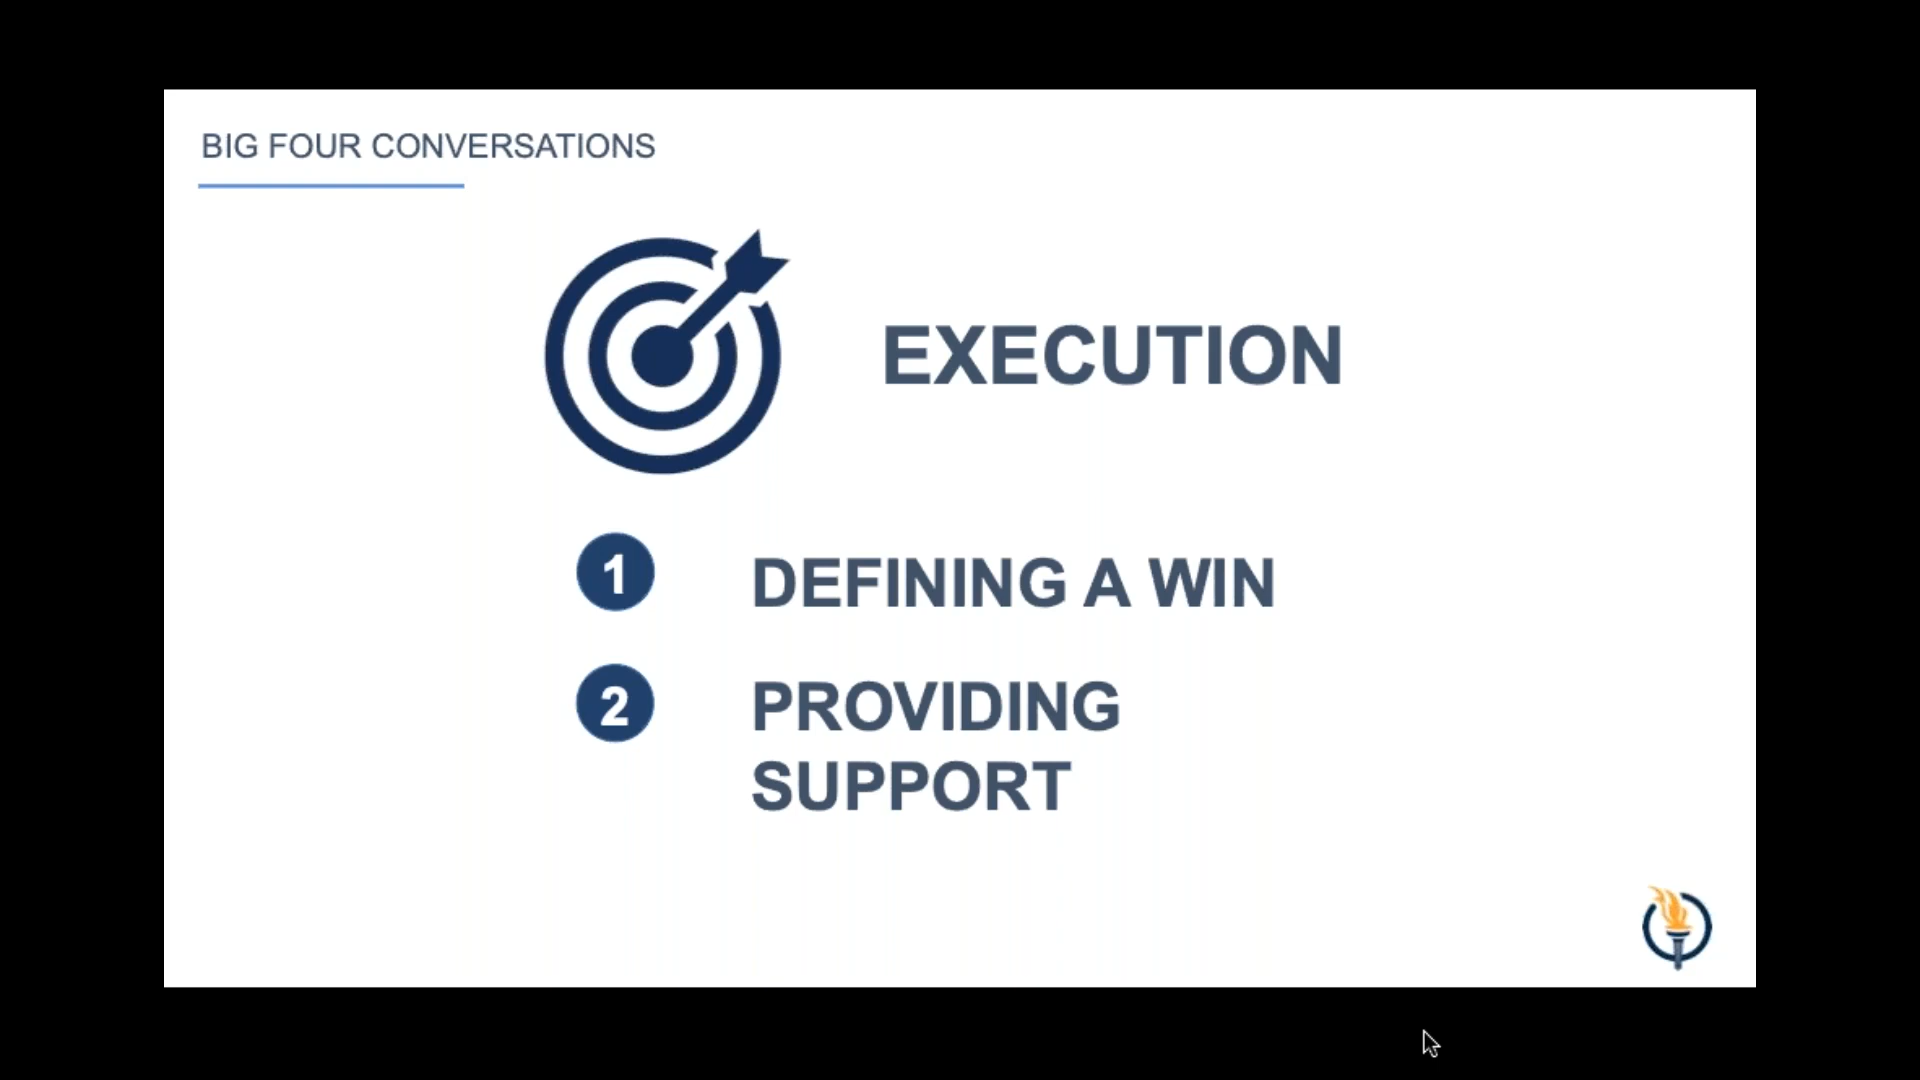 BIG FOUR CONVERSATIONS
EXECUTION
1 DEFINING A WIN
2 PROVIDING
SUPPORT